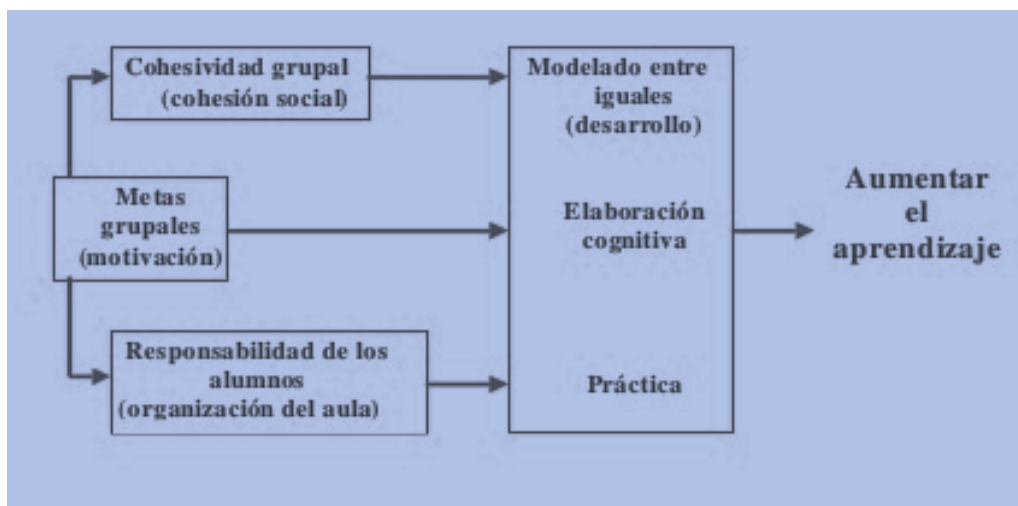 Cohesividad grupal
(cohesión social)
Metas
grupales
(motivación)
Responsabilidad de los
alumnos
(organización del aula)
Modelado entre
iguales
(desarrollo)
Elaboración
cognitiva
Práctica
Aumentar
el
aprendizaje